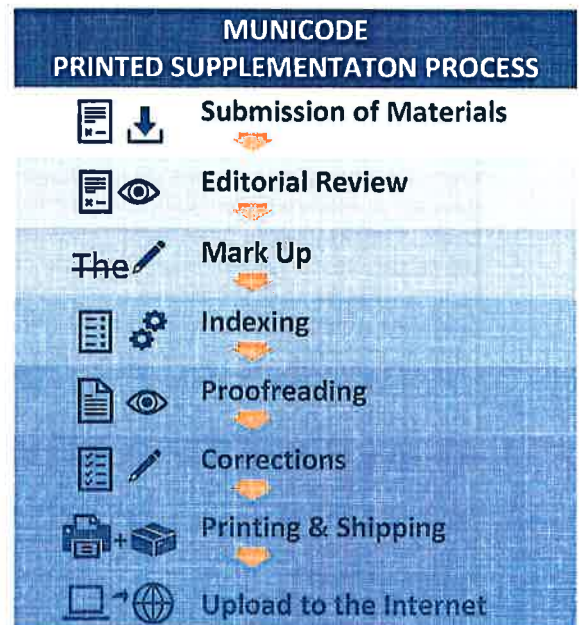 MUNICODE
PRINTED SUPPLEMENTATON PROCESS
Submission of Materials
Editorial Review
The Mark Up
Indexing
Proofreading
Corrections
Printing & Shipping
Upload to the Internet